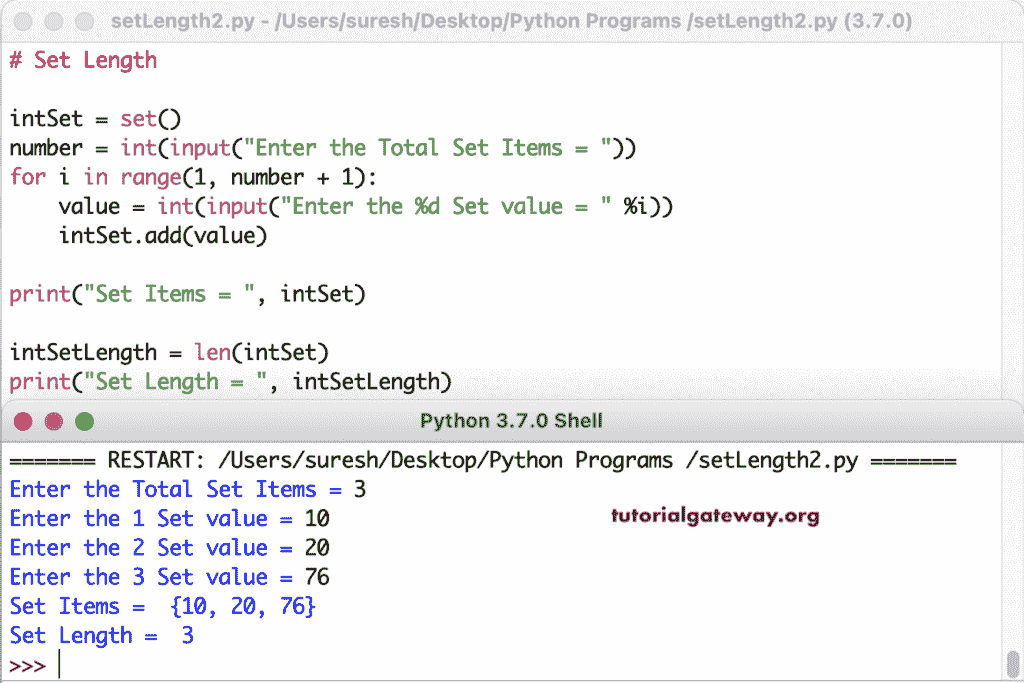 setLength2.py - /Users/suresh/Desktop/Python Programs /setLength2.py (3.7.0)
# Set Length
intSet = set()
number = int(input("Enter the Total Set Items = "))
for i in range(1, number + 1):
    value = int(input("Enter the %d Set value = " %i))
    intSet.add(value)
print("Set Items = ", intSet)
intSetLength = len(intSet)
print("Set Length = ", intSetLength)
Python 3.7.0 Shell
======= RESTART: /Users/suresh/Desktop/Python Programs /setLength2.py =======
Enter the Total Set Items = 3
Enter the 1 Set value = 10
tutorialgateway.org
Enter the 2 Set value = 20
Enter the 3 Set value = 76
Set Items =  {10, 20, 76}
Set Length =  3
>>>